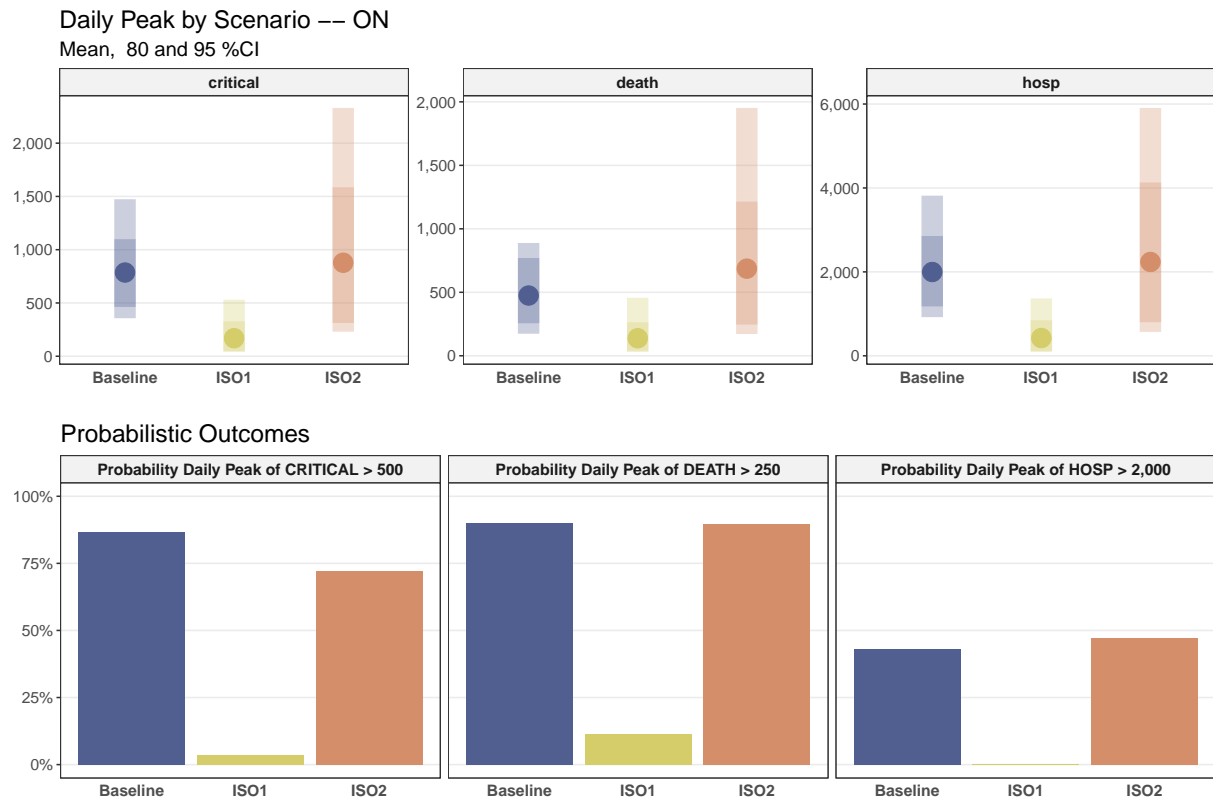 Daily Peak by Scenario −− ON
Mean,  80 and 95 %CI
critical
death
hosp
2,000
1,500
1,000
500
0
2,000
1,500
1,000
500
0
6,000
4,000
2,000
0
Baseline ISO1 ISO2
Baseline ISO1 ISO2
Baseline ISO1 ISO2
Probabilistic Outcomes
Probability Daily Peak of CRITICAL > 500
Probability Daily Peak of DEATH > 250
Probability Daily Peak of HOSP > 2,000
100%
75%
50%
25%
0%
Baseline ISO1 ISO2
Baseline ISO1 ISO2
Baseline ISO1 ISO2